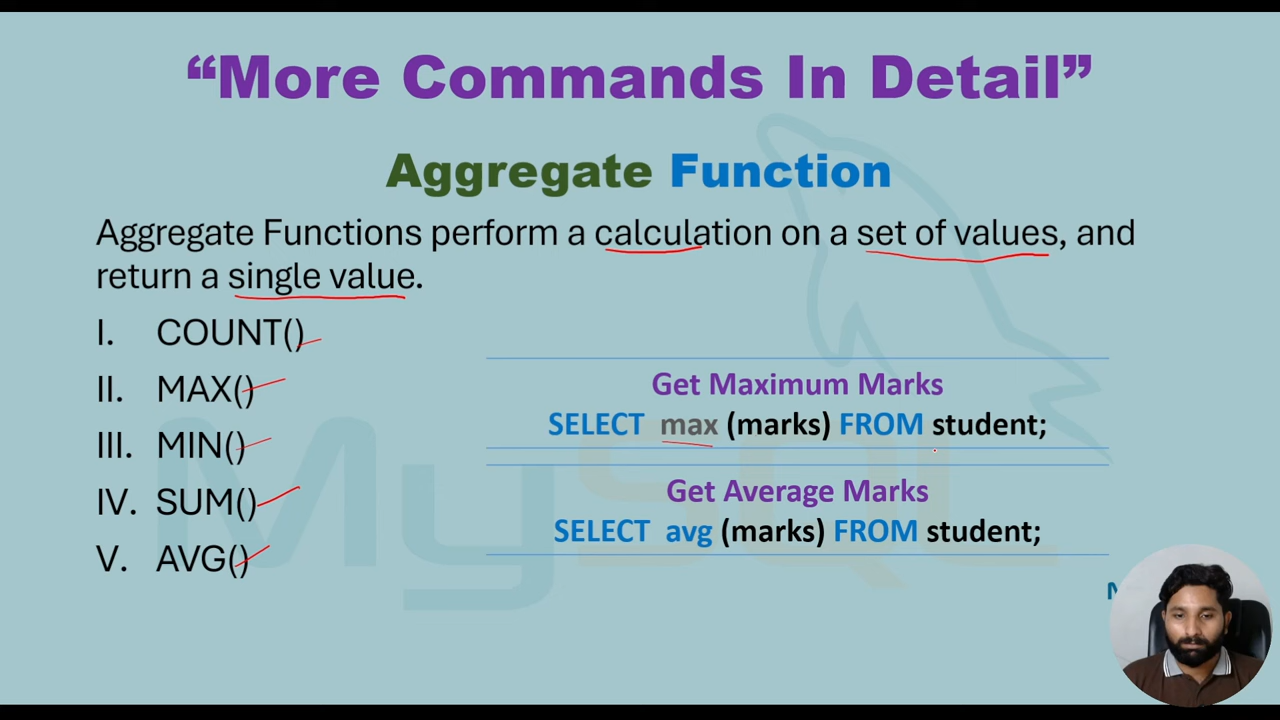 “More Commands In Detail”
Aggregate Function
Aggregate Functions perform a calculation on a set of values, and
return a single value.
I. COUNT()
II. MAX()
III. MIN()
IV. SUM()
V. AVG()
Get Maximum Marks
SELECT max (marks) FROM student;
Get Average Marks
SELECT avg (marks) FROM student;
MySQL